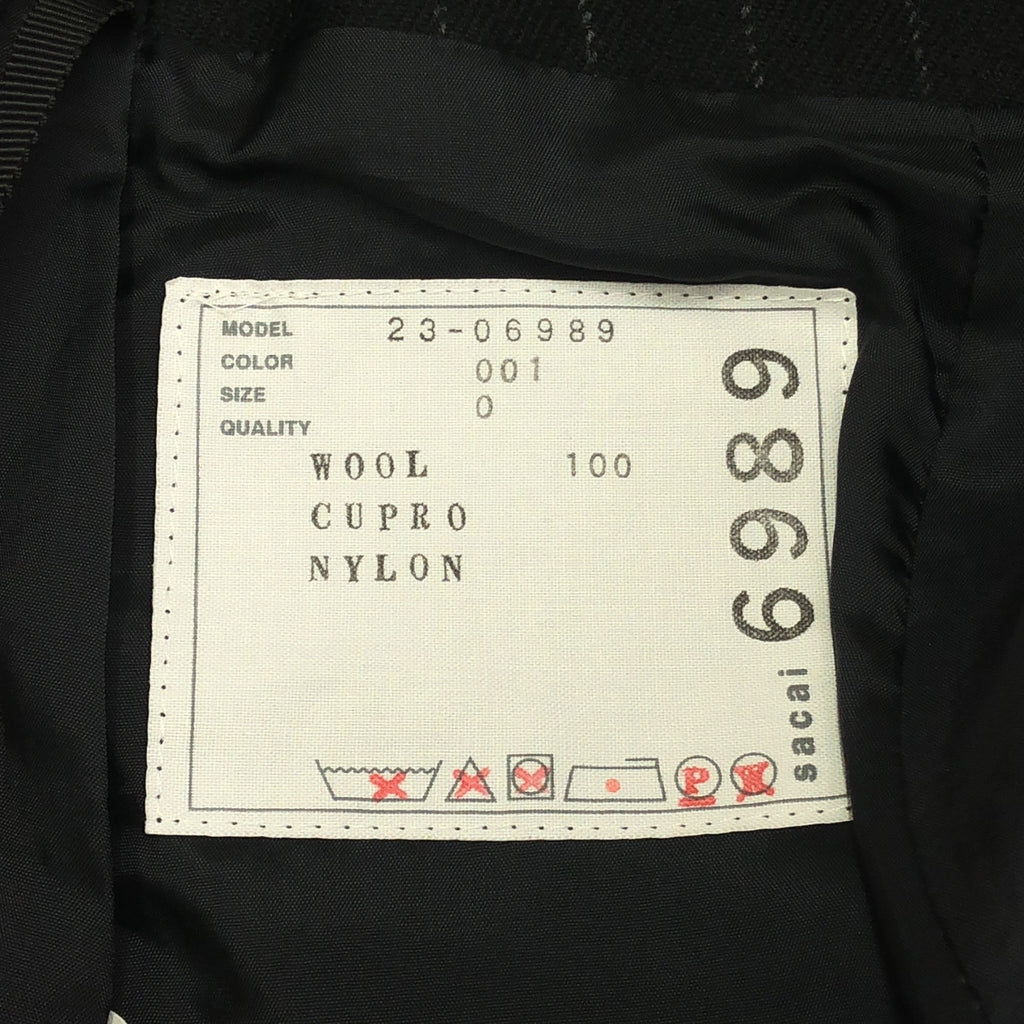 MODEL 23-06989
COLOR 001
SIZE 0
QUALITY
WOOL 100
CUPRO
NYLON
P
sacai 6989